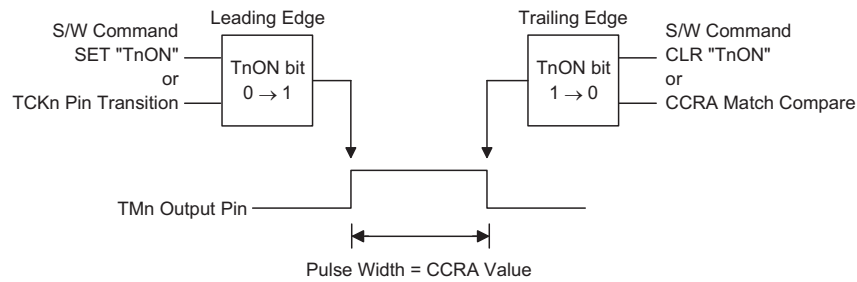 Leading Edge
S/W Command
SET "TnON"
or
TCKn Pin Transition
TnON bit
0 → 1
Trailing Edge
TnON bit
1 → 0
S/W Command
CLR "TnON"
or
CCRA Match Compare
TMn Output Pin
Pulse Width = CCRA Value